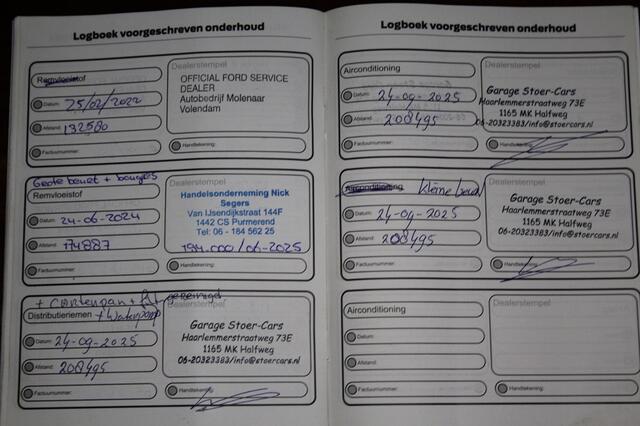 Logboek voorgeschreven onderhoud
Remvloeistof
Datum: 25/02/2022
Afstand: 132580
Factuurnummer:
Dealerstempel
OFFICIAL FORD SERVICE
DEALER
Autobedrijf Molenaar
Volendam
Handtekening:
Grote beurt + bougies
Remvloeistof
Datum: 24-06-2024
Afstand: 174887
Factuurnummer:
Dealerstempel
Handelsonderneming Nick
Segers
Van IJsendijkstraat 144F
1442 CS Purmerend
Tel: 06 - 184 562 25
194.000/06-2025
Handtekening:
+ Carterpan + gereinigd
Distributieriemen + Waterpomp
Datum: 24-09-2025
Afstand: 208495
Factuurnummer:
Dealerstempel
Garage Stoer-Cars
Haarlemmerstraatweg 73E
1165 MK Halfweg
06-20323383/info@stoercars.nl
Handtekening:
Logboek voorgeschreven onderhoud
Airconditioning
Datum: 24-09-2025
Afstand: 208495
Factuurnummer:
Dealerstempel
Garage Stoer-Cars
Haarlemmerstraatweg 73E
1165 MK Halfweg
06-20323383/info@stoercars.nl
Handtekening:
Airconditioning Kleine beurt
Datum: 24-04-2025
Afstand: 208495
Factuurnummer:
Dealerstempel
Garage Stoer-Cars
Haarlemmerstraatweg 73E
1165 MK Halfweg
06-20323383/info@stoercars.nl
Handtekening:
Airconditioning
Datum:
Afstand:
Factuurnummer:
Dealerstempel
Handtekening: